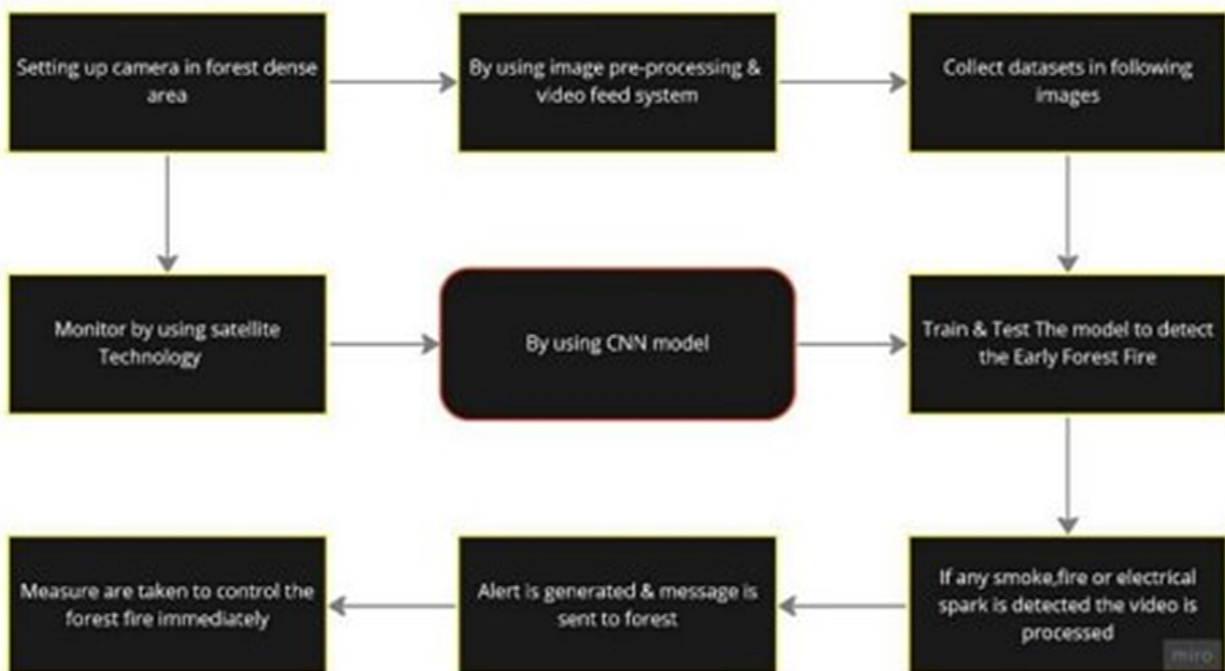 Setting up camera in forest dense
area
By using image pre-processing &
video feed system
Collect datasets in following
images
Monitor by using satellite
Technology
By using CNN model
Train & Test The model to detect
the Early Forest Fire
Measure are taken to control the
forest fire immediately
Alert is generated & message is
sent to forest
If any smoke,fire or electrical
spark is detected the video is
processed
miro